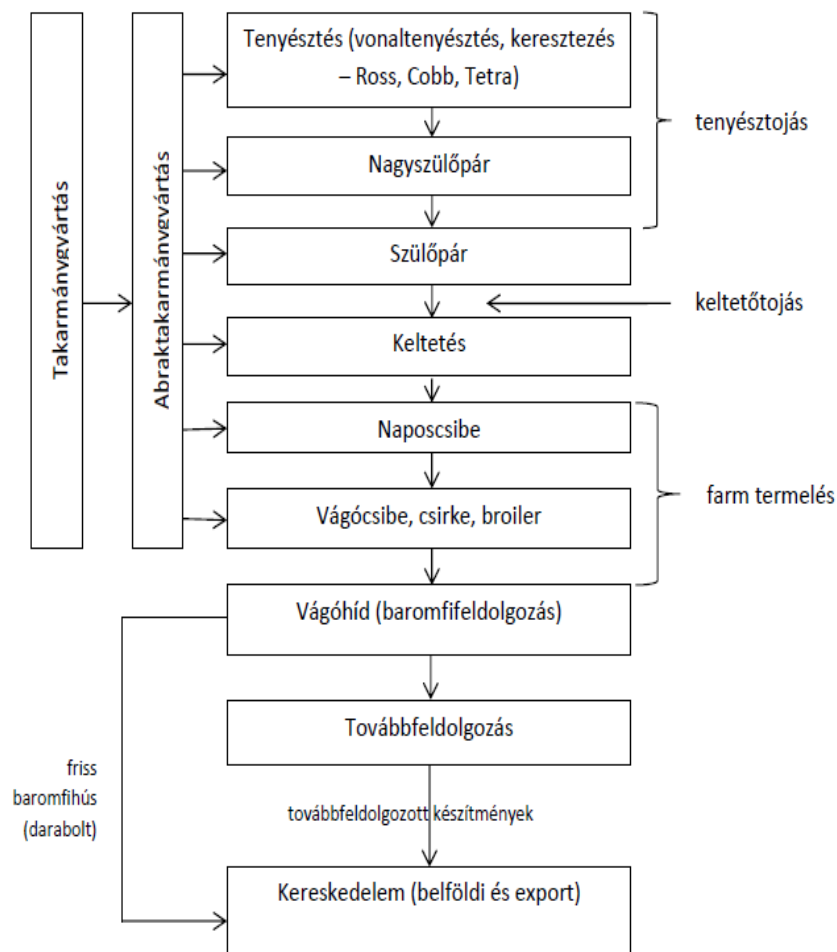 Tenyésztés (vonaltenyésztés, keresztezés
– Ross, Cobb, Tetra)
tenyésztojás
Nagyszülőpár
Takarmánygyártás
Abraktakarmánygyártás
Szülőpár
keltetőtojás
Keltetés
Naposcsibe
farm termelés
Vágócsibe, csirke, broiler
Vágóhíd (baromfifeldolgozás)
Továbbfeldolgozás
friss
baromfihús
(darabolt)
továbbfeldolgozott készítmények
Kereskedelem (belföldi és export)